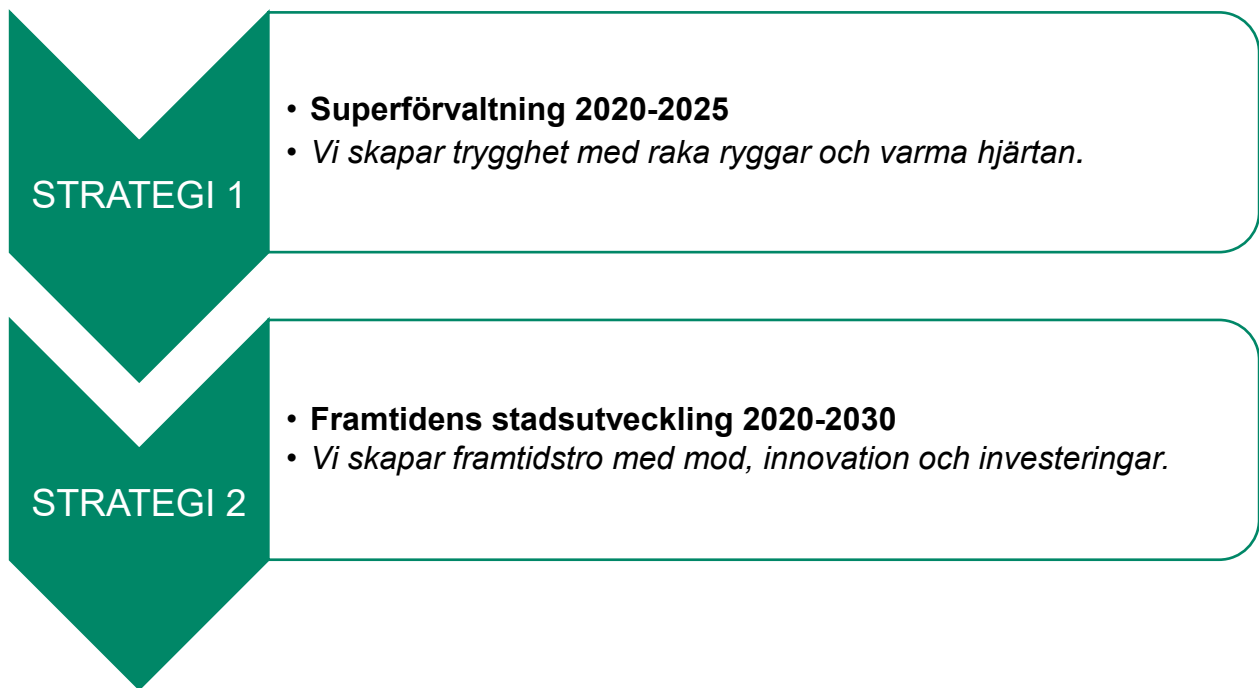 STRATEGI 1
• Superförvaltning 2020-2025
• Vi skapar trygghet med raka ryggar och varma hjärtan.
STRATEGI 2
• Framtidens stadsutveckling 2020-2030
• Vi skapar framtidstro med mod, innovation och investeringar.